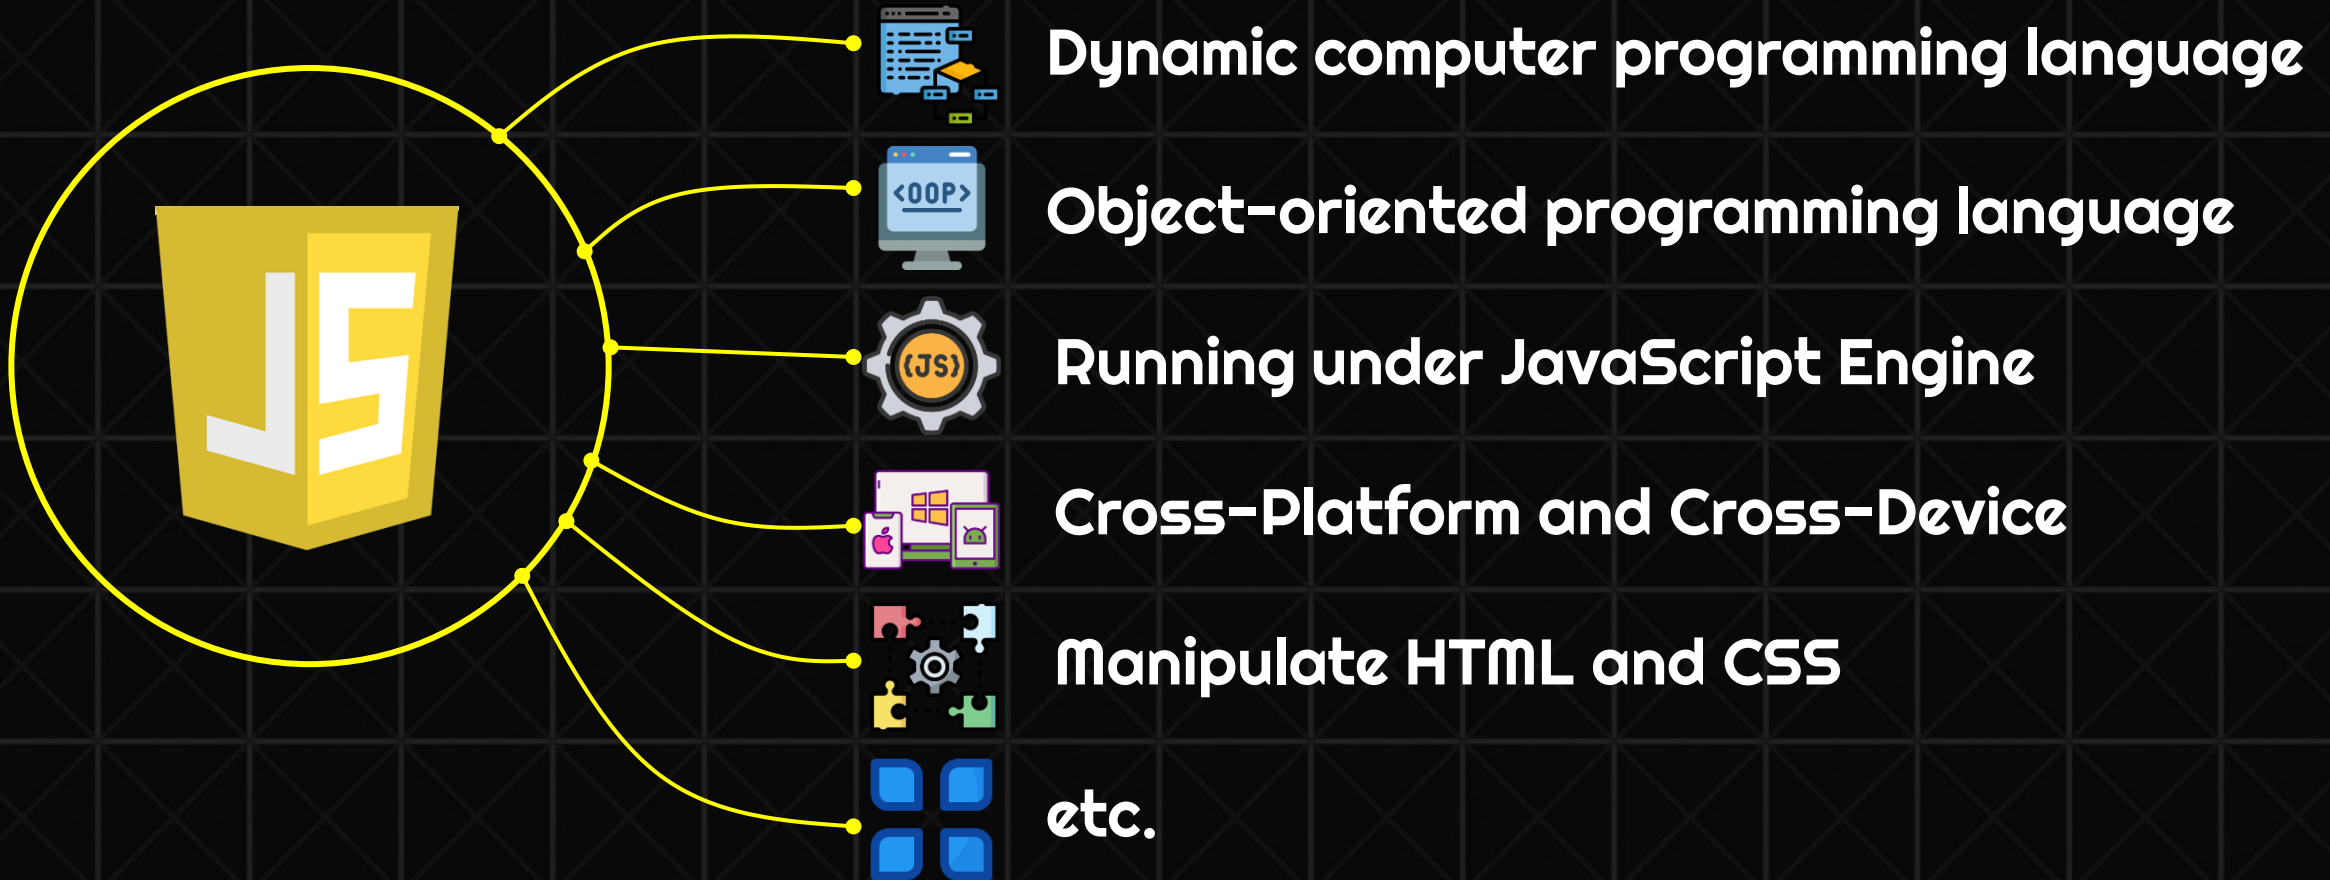 Dynamic computer programming language
JS
<OOP>
Object-oriented programming language
{JS}
Running under JavaScript Engine
Cross-Platform and Cross-Device
Manipulate HTML and CSS
etc.